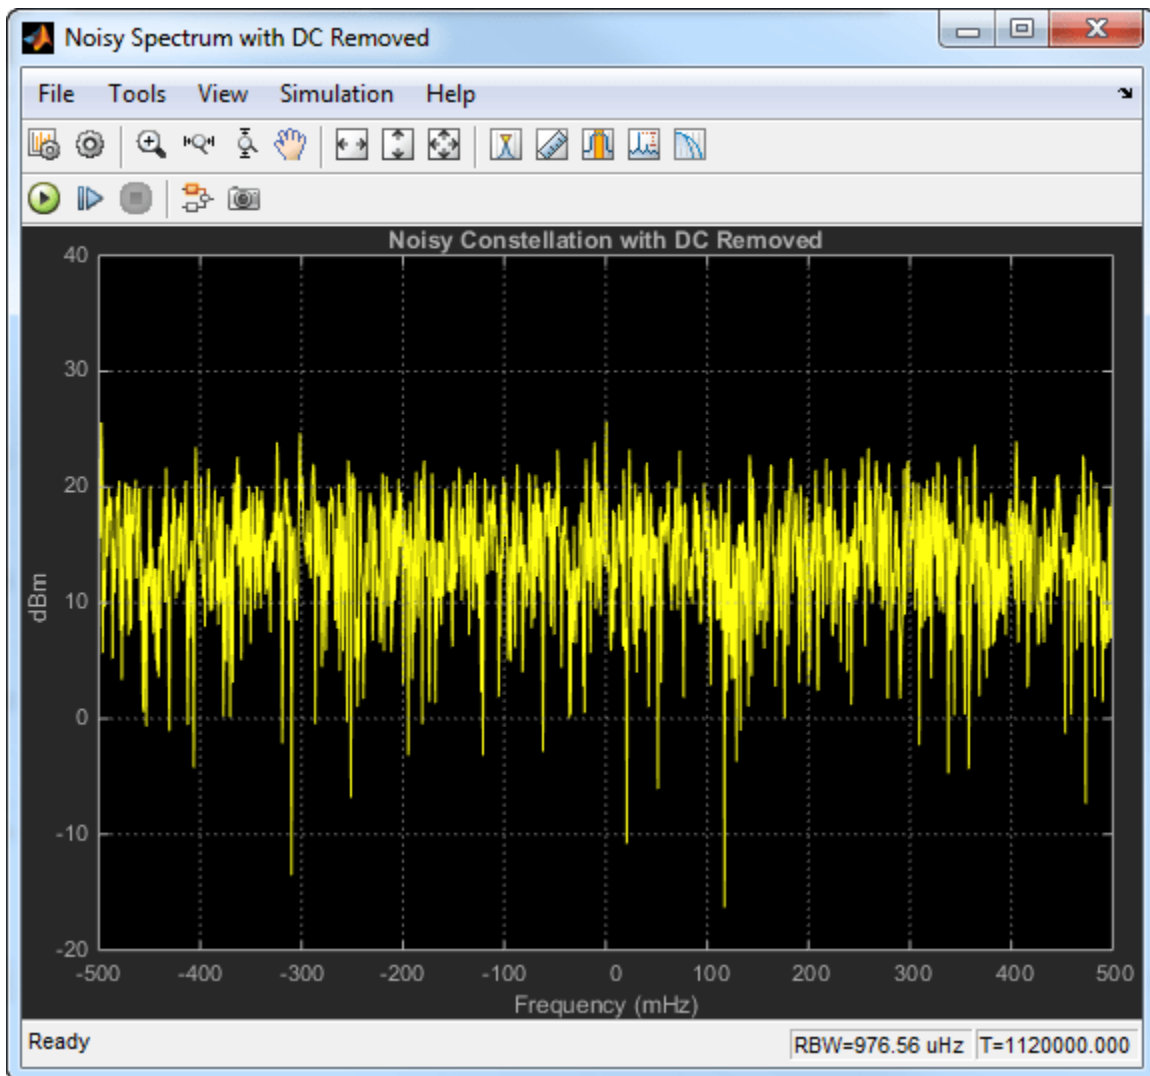 Noisy Spectrum with DC Removed
File Tools View Simulation Help
Noisy Constellation with DC Removed
40
30
20
10
0
-10
-20
dBm
-500 -400 -300 -200 -100 0 100 200 300 400 500
Frequency (mHz)
Ready RBW=976.56 uHz T=1120000.000